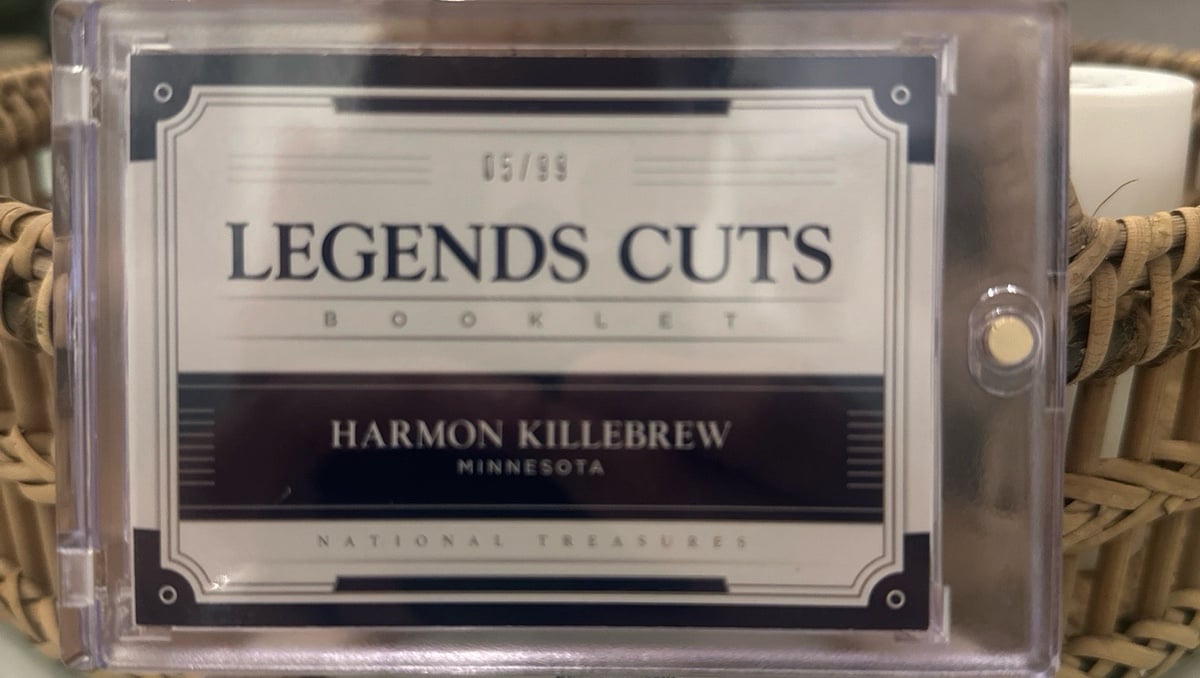 05/99
LEGENDS CUTS
BOOKLET
HARMON KILLEBREW
MINNESOTA
NATIONAL TREASURES